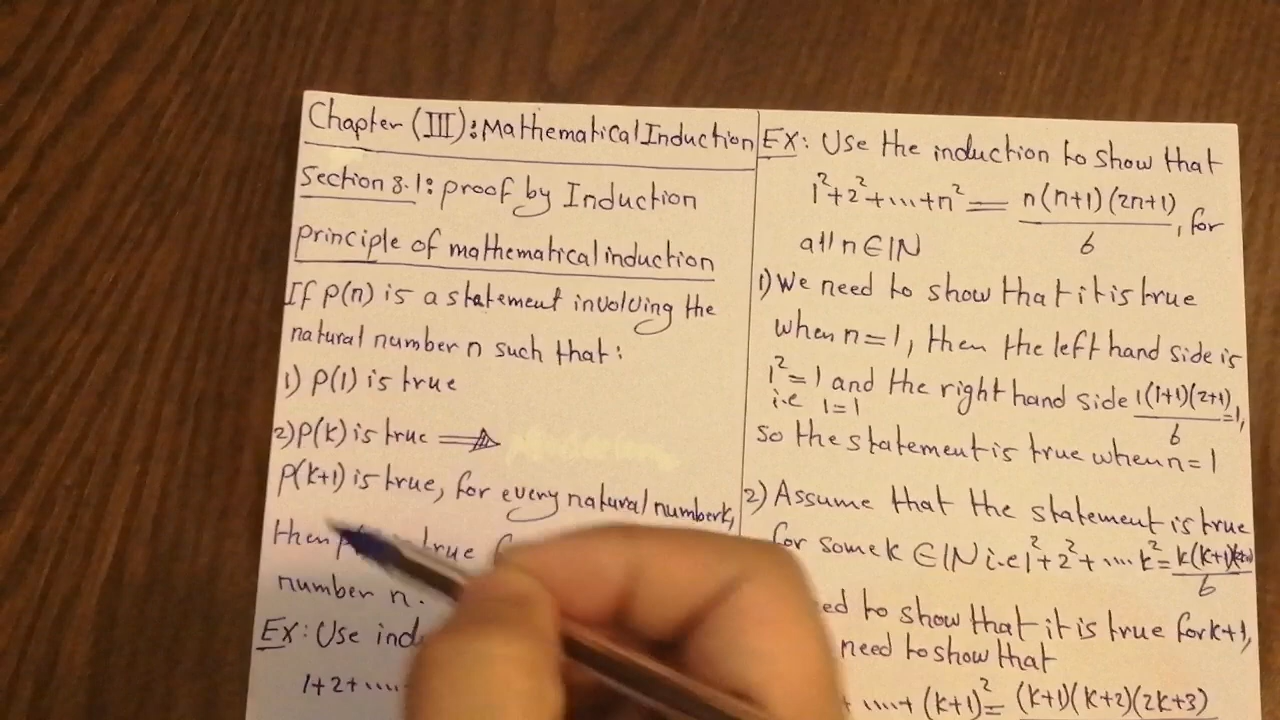 Chapter (III): Mathematical Induction
Section 3.1: proof by Induction
principle of mathematical induction
If P(n) is a statement involving the
natural number n such that:
1) P(1) is true
2) P(k) is true ⟹
P(k+1) is true, for every natural number k,
then true
number n.
EX: Use
1+2+.....
EX: Use the induction to show that
1²+2²+....+n² = n(n+1)(2n+1)/6, for
all n ∈ IN
1) We need to show that it is true
when n=1, then the left hand side is
1²=1 and the right hand side 1(1+1)(2+1)/6 =1,
i.e 1=1
so the statement is true when n=1
2) Assume that the statement is true
for some k ∈ IN i.e 1²+2²+....k² = k(k+1)
/6
to show that it is true for k+1,
need to show that
....+ (k+1)² = (k+1)(k+2)(2k+3)